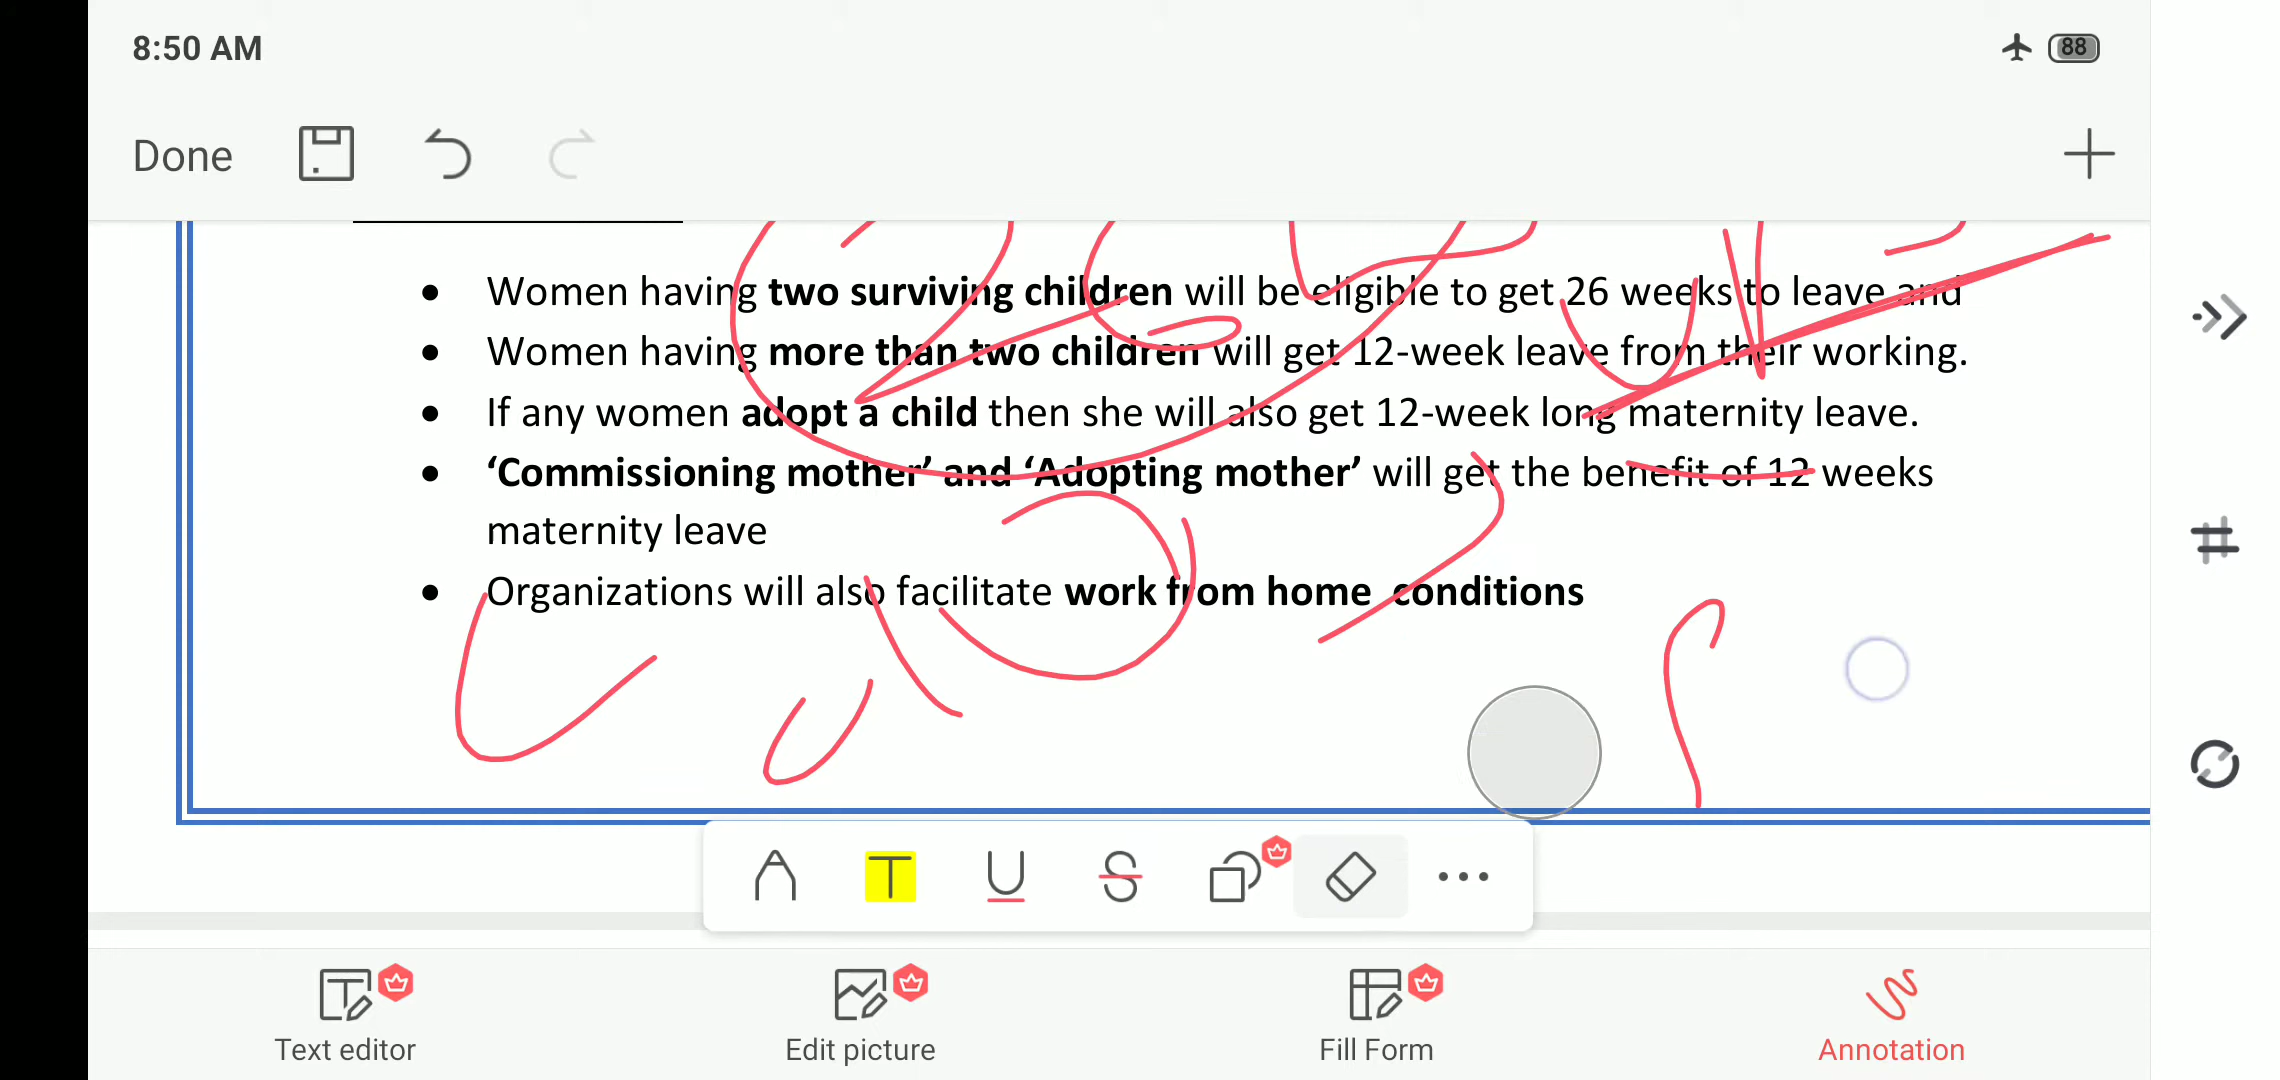 8:50 AM
88
Done
• Women having two surviving children will be eligible to get 26 weeks to leave and
• Women having more than two children will get 12-week leave from their working.
• If any women adopt a child then she will also get 12-week long maternity leave.
• ‘Commissioning mother’ and ‘Adopting mother’ will get the benefit of 12 weeks
maternity leave
• Organizations will also facilitate work from home conditions
T U S
Text editor
Edit picture
Fill Form
Annotation